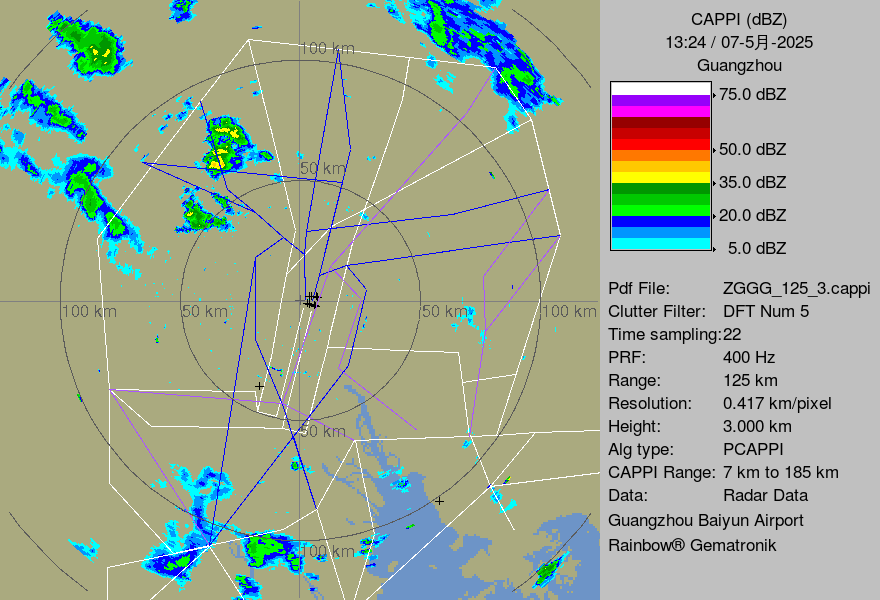 CAPPI (dBZ)
13:24 / 07-5月-2025
Guangzhou
75.0 dBZ
50.0 dBZ
35.0 dBZ
20.0 dBZ
5.0 dBZ
Pdf File: ZGGG_125_3.cappi
Clutter Filter: DFT Num 5
Time sampling:22
PRF: 400 Hz
Range: 125 km
Resolution: 0.417 km/pixel
Height: 3.000 km
Alg type: PCAPPI
CAPPI Range: 7 km to 185 km
Data: Radar Data
Guangzhou Baiyun Airport
Rainbow® Gematronik
100 km
50 km
100 km
50 km
50 km
100 km
50 km
100 km